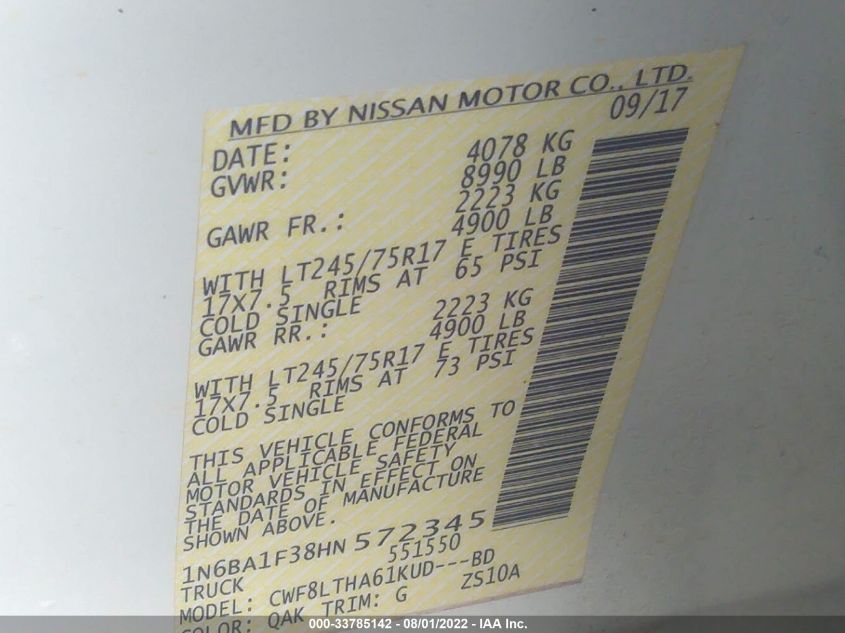 MFD BY NISSAN MOTOR CO., LTD.
DATE: 09/17
GVWR: 4078 KG
8990 LB
GAWR FR.: 2223 KG
4900 LB
WITH LT245/75R17 E TIRES
17X7.5 RIMS AT 65 PSI
COLD SINGLE
GAWR RR.: 2223 KG
4900 LB
WITH LT245/75R17 E TIRES
17X7.5 RIMS AT 73 PSI
COLD SINGLE
THIS VEHICLE CONFORMS TO
ALL APPLICABLE FEDERAL
MOTOR VEHICLE SAFETY
STANDARDS IN EFFECT ON
THE DATE OF MANUFACTURE
SHOWN ABOVE.
1N6BA1F38HN572345
TRUCK 551550
MODEL: CWF8LTHA61KUD---BD
COLOR: QAK TRIM: G ZS10A
000-33785142 - 08/01/2022 - IAA Inc.